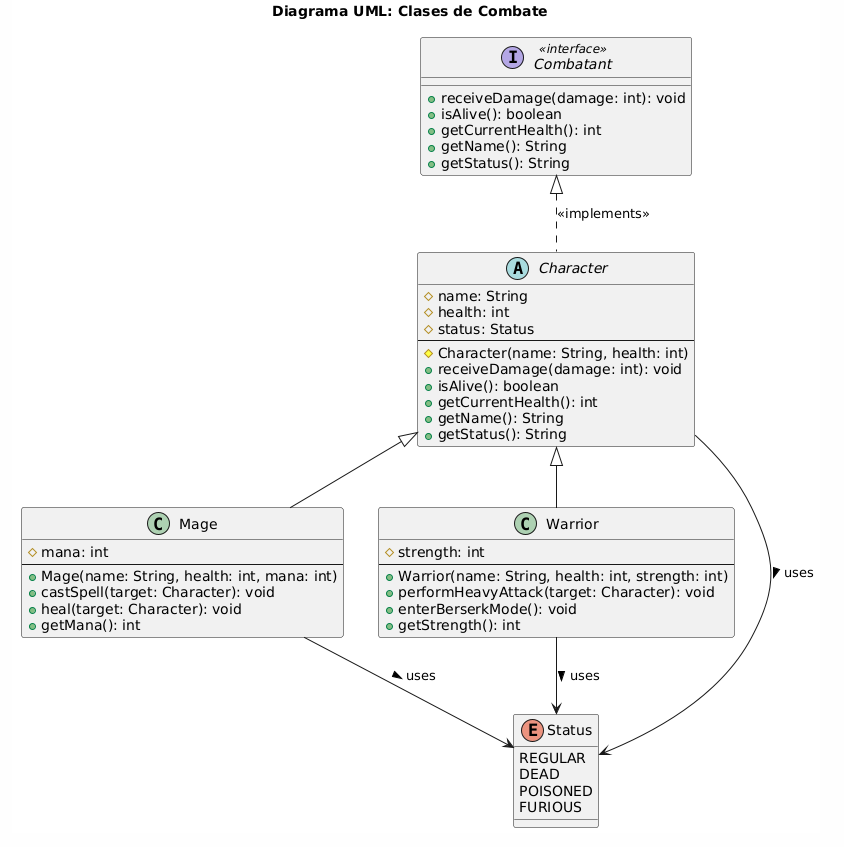 Diagrama UML: Clases de Combate
I
«interface»
Combatant
receiveDamage(damage: int): void
isAlive(): boolean
getCurrentHealth(): int
getName(): String
getStatus(): String
«implements»
A Character
name: String
health: int
status: Status
Character(name: String, health: int)
receiveDamage(damage: int): void
isAlive(): boolean
getCurrentHealth(): int
getName(): String
getStatus(): String
C Mage
mana: int
Mage(name: String, health: int, mana: int)
castSpell(target: Character): void
heal(target: Character): void
getMana(): int
C Warrior
strength: int
Warrior(name: String, health: int, strength: int)
performHeavyAttack(target: Character): void
enterBerserkMode(): void
getStrength(): int
uses
uses
uses
E Status
REGULAR
DEAD
POISONED
FURIOUS